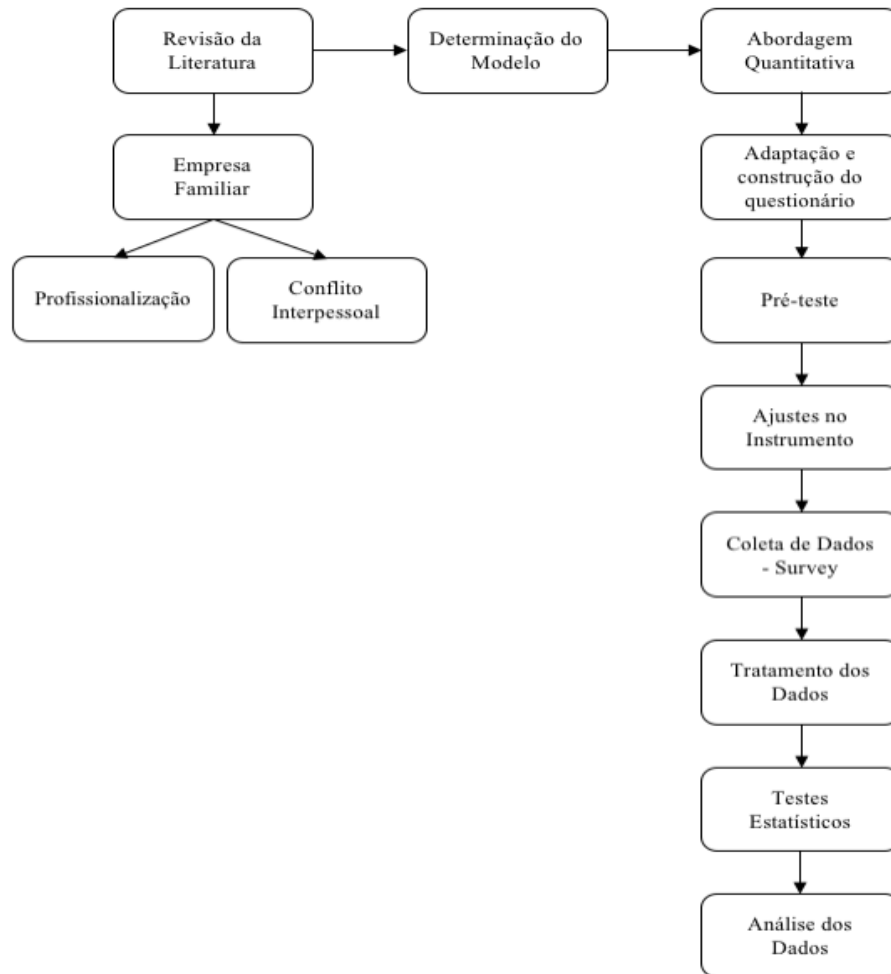 Revisão da
Literatura
Determinação do
Modelo
Abordagem
Quantitativa
Empresa
Familiar
Adaptação e
construção do
questionário
Profissionalização
Conflito
Interpessoal
Pré-teste
Ajustes no
Instrumento
Coleta de Dados
- Survey
Tratamento dos
Dados
Testes
Estatísticos
Análise dos
Dados